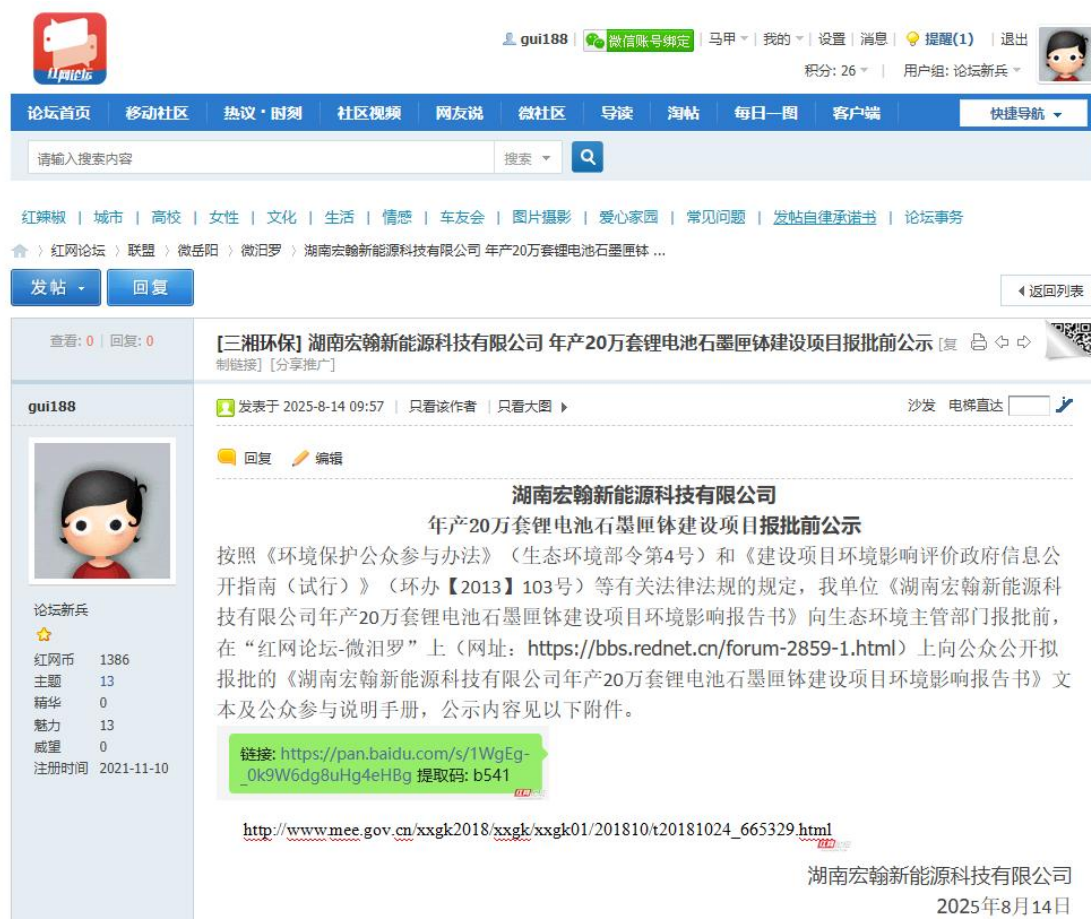 红网论坛
gui188 | 微信账号绑定 | 马甲 | 我的 | 设置 | 消息 | 提醒(1) | 退出
积分: 26 | 用户组: 论坛新兵
论坛首页 移动社区 热议·时刻 社区视频 网友说 微社区 导读 淘帖 每日一图 客户端 快捷导航
请输入搜索内容 搜索
红辣椒 | 城市 | 高校 | 女性 | 文化 | 生活 | 情感 | 车友会 | 图片摄影 | 爱心家园 | 常见问题 | 发帖自律承诺书 | 论坛事务
〉红网论坛 〉联盟 〉微岳阳 〉微汨罗 〉湖南宏翰新能源科技有限公司 年产20万套锂电池石墨匣钵 ...
发帖 回复 返回列表
查看: 0 | 回复: 0
[三湘环保] 湖南宏翰新能源科技有限公司 年产20万套锂电池石墨匣钵建设项目报批前公示 [复
制链接] [分享推广]
gui188
发表于 2025-8-14 09:57 | 只看该作者 | 只看大图 沙发 电梯直达
回复 编辑
湖南宏翰新能源科技有限公司
年产20万套锂电池石墨匣钵建设项目报批前公示
按照《环境保护公众参与办法》（生态环境部令第4号）和《建设项目环境影响评价政府信息公
开指南（试行）》（环办【2013】103号）等有关法律法规的规定，我单位《湖南宏翰新能源科
技有限公司年产20万套锂电池石墨匣钵建设项目环境影响报告书》向生态环境主管部门报批前，
在“红网论坛-微汨罗”上（网址：https://bbs.rednet.cn/forum-2859-1.html）上向公众公开拟
报批的《湖南宏翰新能源科技有限公司年产20万套锂电池石墨匣钵建设项目环境影响报告书》文
本及公众参与说明手册，公示内容见以下附件。
链接: https://pan.baidu.com/s/1WgEg-
_0k9W6dg8uHg4eHBg 提取码: b541
http://www.mee.gov.cn/xxgk2018/xxgk/xxgk01/201810/t20181024_665329.html
湖南宏翰新能源科技有限公司
2025年8月14日
论坛新兵
红网币 1386
主题 13
精华 0
魅力 13
威望 0
注册时间 2021-11-10